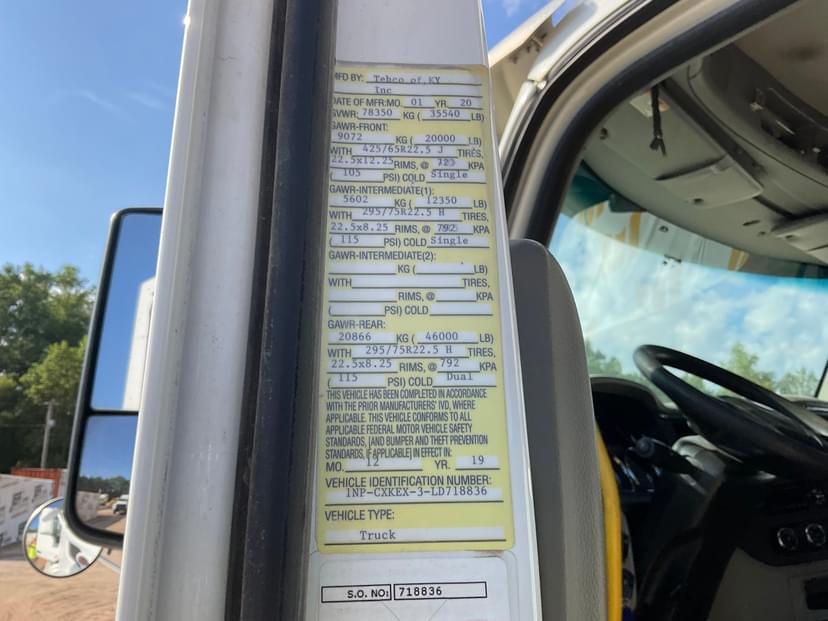 MFD BY: Tebco of, KY
Inc
DATE OF MFR: MO. 01 YR. 20
GVWR: 78350 KG ( 35540 LB)
GAWR-FRONT:
9072 KG ( 20000 LB)
WITH 425/65R22.5 J TIRES,
22.5x12.25 RIMS, @ KPA
( 105 PSI) COLD Single
GAWR-INTERMEDIATE(1):
5602 KG ( 12350 LB)
WITH 295/75R22.5 H TIRES,
22.5x8.25 RIMS, @ 792 KPA
( 115 PSI) COLD Single
GAWR-INTERMEDIATE(2):
KG ( LB)
WITH TIRES,
RIMS, @ KPA
( PSI) COLD
GAWR-REAR:
20866 KG ( 46000 LB)
WITH 295/75R22.5 H TIRES,
22.5x8.25 RIMS, @ 792 KPA
( 115 PSI) COLD Dual
THIS VEHICLE HAS BEEN COMPLETED IN ACCORDANCE
WITH THE PRIOR MANUFACTURERS' IVD, WHERE
APPLICABLE. THIS VEHICLE CONFORMS TO ALL
APPLICABLE FEDERAL MOTOR VEHICLE SAFETY
STANDARDS, [AND BUMPER AND THEFT PREVENTION
STANDARDS, IF APPLICABLE] IN EFFECT IN:
MO. 12 YR. 19
VEHICLE IDENTIFICATION NUMBER:
1NP-CXKEX-3-LD718836
VEHICLE TYPE:
Truck
S.O. NO: 718836